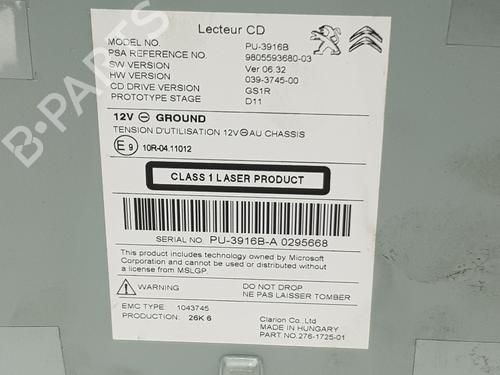 Lecteur CD
MODEL NO. PU-3916B
PSA REFERENCE NO. 9805593680-03
SW VERSION Ver 06.32
HW VERSION 039-3745-00
CD DRIVE VERSION GS1R
PROTOTYPE STAGE D11
12V ⊖ GROUND
TENSION D'UTILISATION 12V⊖AU CHASSIS
E9 10R-04.11012
CLASS 1 LASER PRODUCT
SERIAL NO. PU-3916B-A 0295668
This product includes technology owned by Microsoft
Corporation and cannot be used or distributed without
a license from MSLGP.
WARNING DO NOT DROP
NE PAS LAISSER TOMBER
EMC TYPE 1043745
PRODUCTION: 26K 6
Clarion Co.,Ltd
MADE IN HUNGARY
PART NO.276-1725-01
B-PARTS